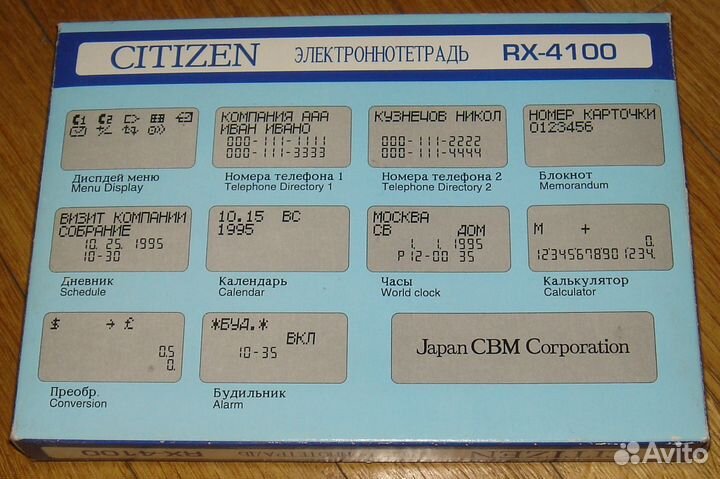 CITIZEN ЭЛЕКТРОННОТЕТРАДЬ RX-4100
КОМПАНИЯ ААА
ИВАН ИВАНО
000-111-1111
000-111-3333
КУЗНЕЦОВ НИКОЛ
000-111-2222
000-111-4444
НОМЕР КАРТОЧКИ
0123456
Диспдей меню
Menu Display
Номера телефона 1
Telephone Directory 1
Номера телефона 2
Telephone Directory 2
Блокнот
Memorandum
ВИЗИТ КОМПАНИИ
СОБРАНИЕ
10. 25. 1995
10-30
10.15 ВС
1995
МОСКВА
СВ ДОМ
1. 1. 1995
P 12-00 35
M +
0.
12345678901234.
Дневник
Schedule
Календарь
Calendar
Часы
World clock
Калькулятор
Calculator
$ → £
0.5
0.
*БУД.*
ВКЛ
10-35
Japan CBM Corporation
Преобр.
Conversion
Будильник
Alarm
CITIZEN ЭЛЕКТРОННОТЕТРАДЬ RX-4100
Avito